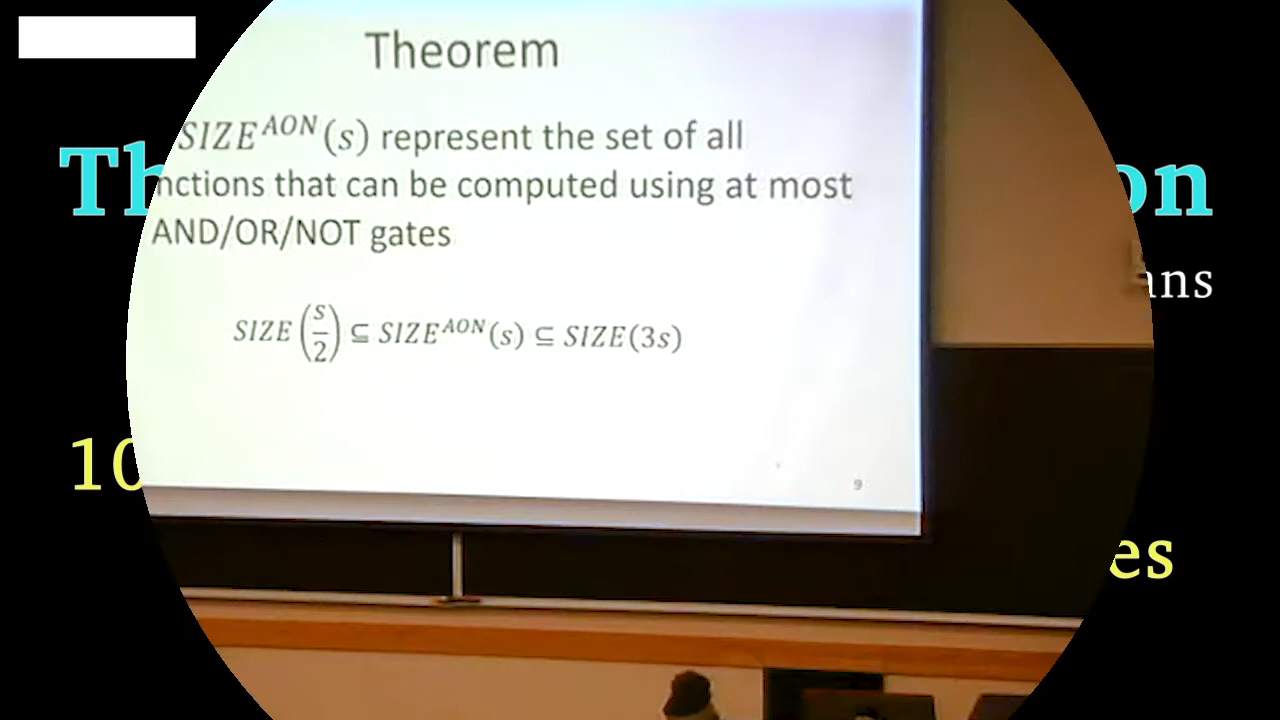 Theorem
SIZE^{AON}(s) represent the set of all
nctions that can be computed using at most
AND/OR/NOT gates
SIZE(s/2) ⊆ SIZE^{AON}(s) ⊆ SIZE(3s)
9
Th
on
ans
10
es